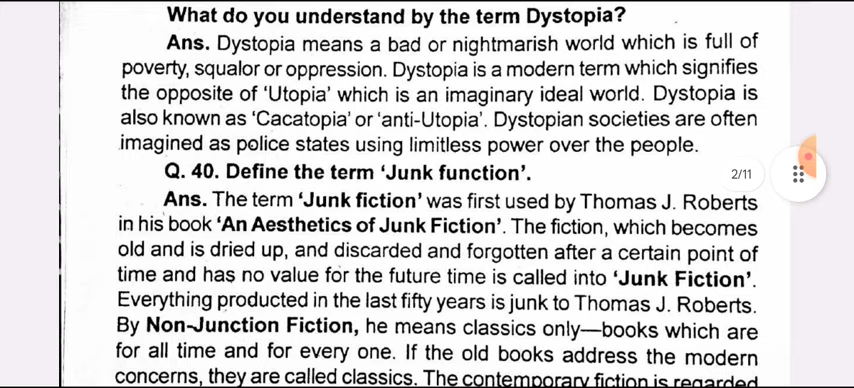 What do you understand by the term Dystopia?
Ans. Dystopia means a bad or nightmarish world which is full of
poverty, squalor or oppression. Dystopia is a modern term which signifies
the opposite of ‘Utopia’ which is an imaginary ideal world. Dystopia is
also known as ‘Cacatopia’ or ‘anti-Utopia’. Dystopian societies are often
imagined as police states using limitless power over the people.
Q. 40. Define the term ‘Junk function’.
2/11
Ans. The term ‘Junk fiction’ was first used by Thomas J. Roberts
in his book ‘An Aesthetics of Junk Fiction’. The fiction, which becomes
old and is dried up, and discarded and forgotten after a certain point of
time and has no value for the future time is called into ‘Junk Fiction’.
Everything producted in the last fifty years is junk to Thomas J. Roberts.
By Non-Junction Fiction, he means classics only—books which are
for all time and for every one. If the old books address the modern
concerns, they are called classics. The contemporary fiction is regarded